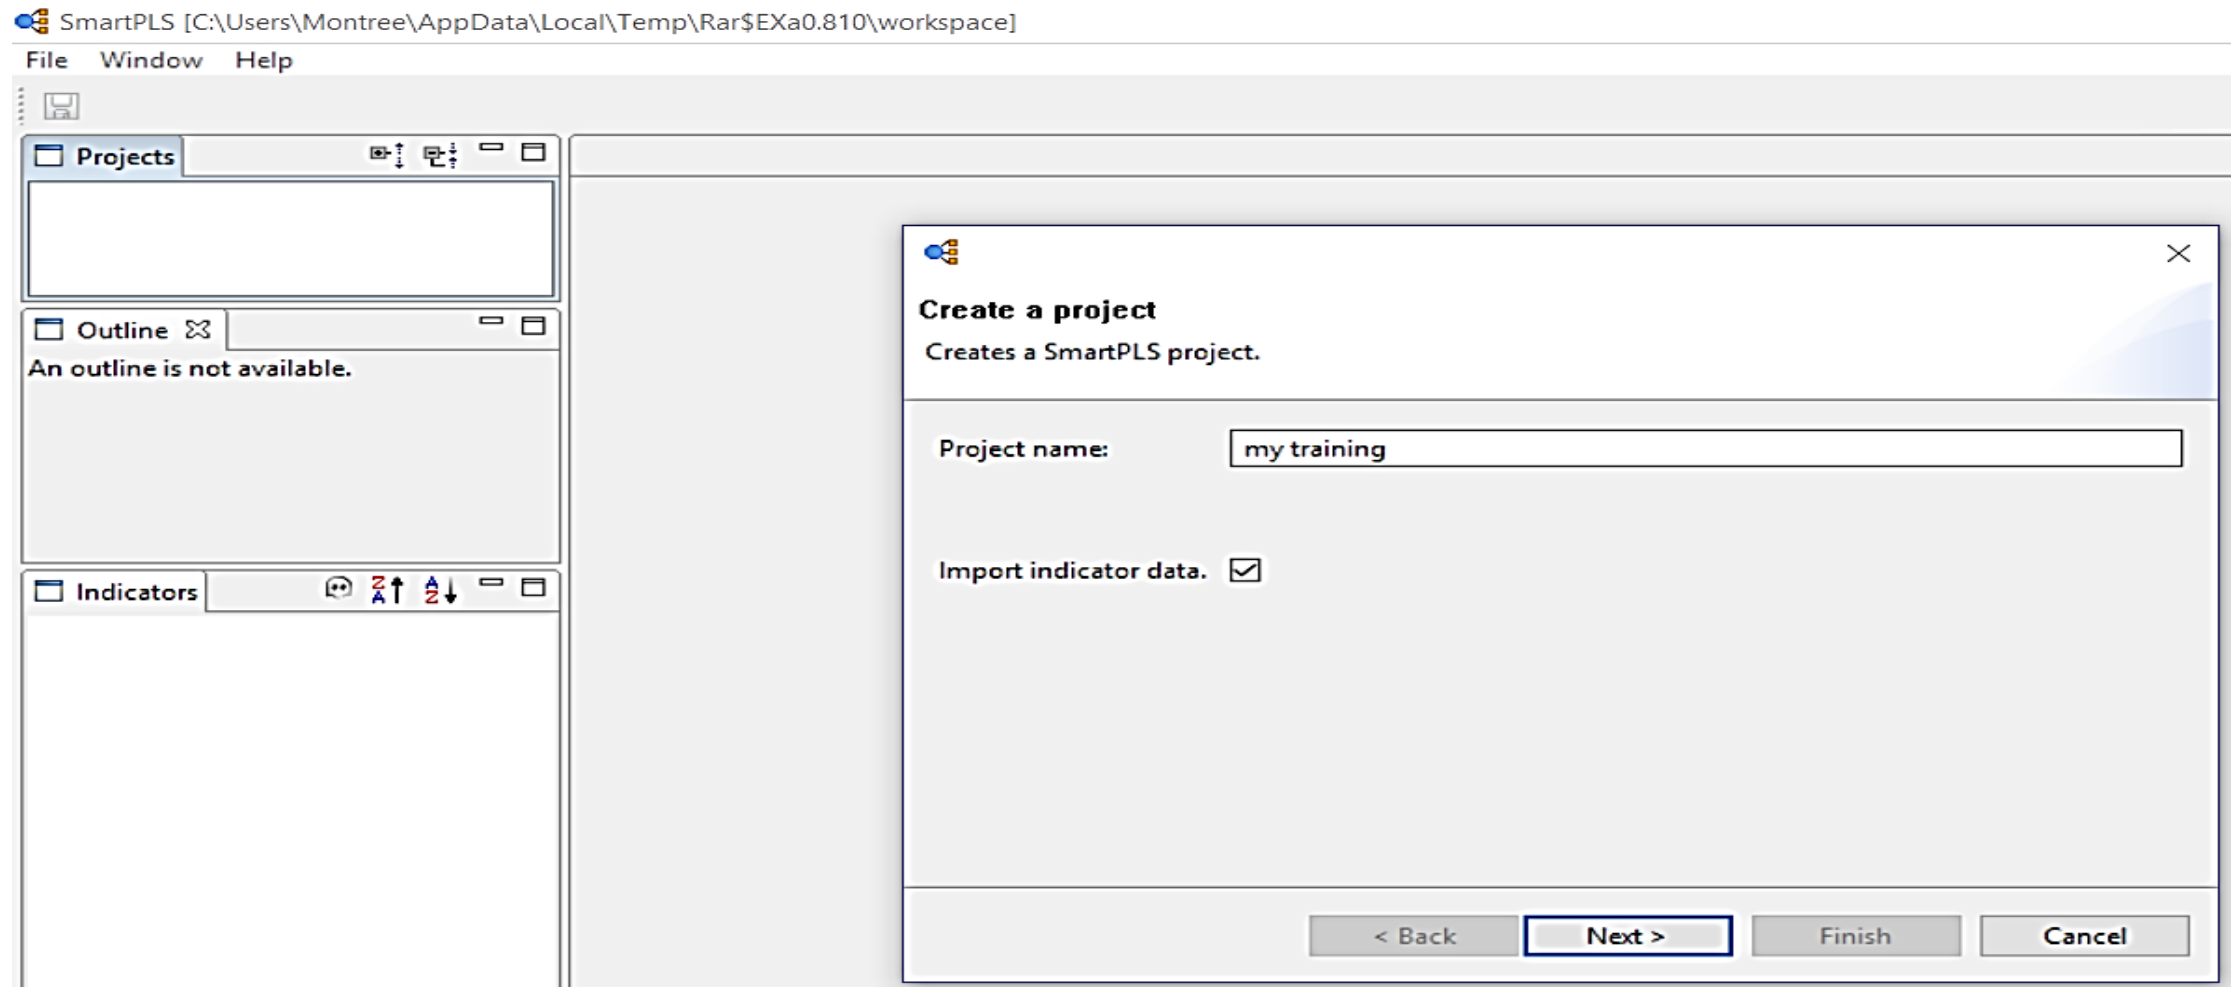 SmartPLS [C:\Users\Montree\AppData\Local\Temp\Rar$EXa0.810\workspace]
File Window Help
Projects
Outline
An outline is not available.
Indicators
Create a project
Creates a SmartPLS project.
Project name: my training
Import indicator data.
< Back Next > Finish Cancel